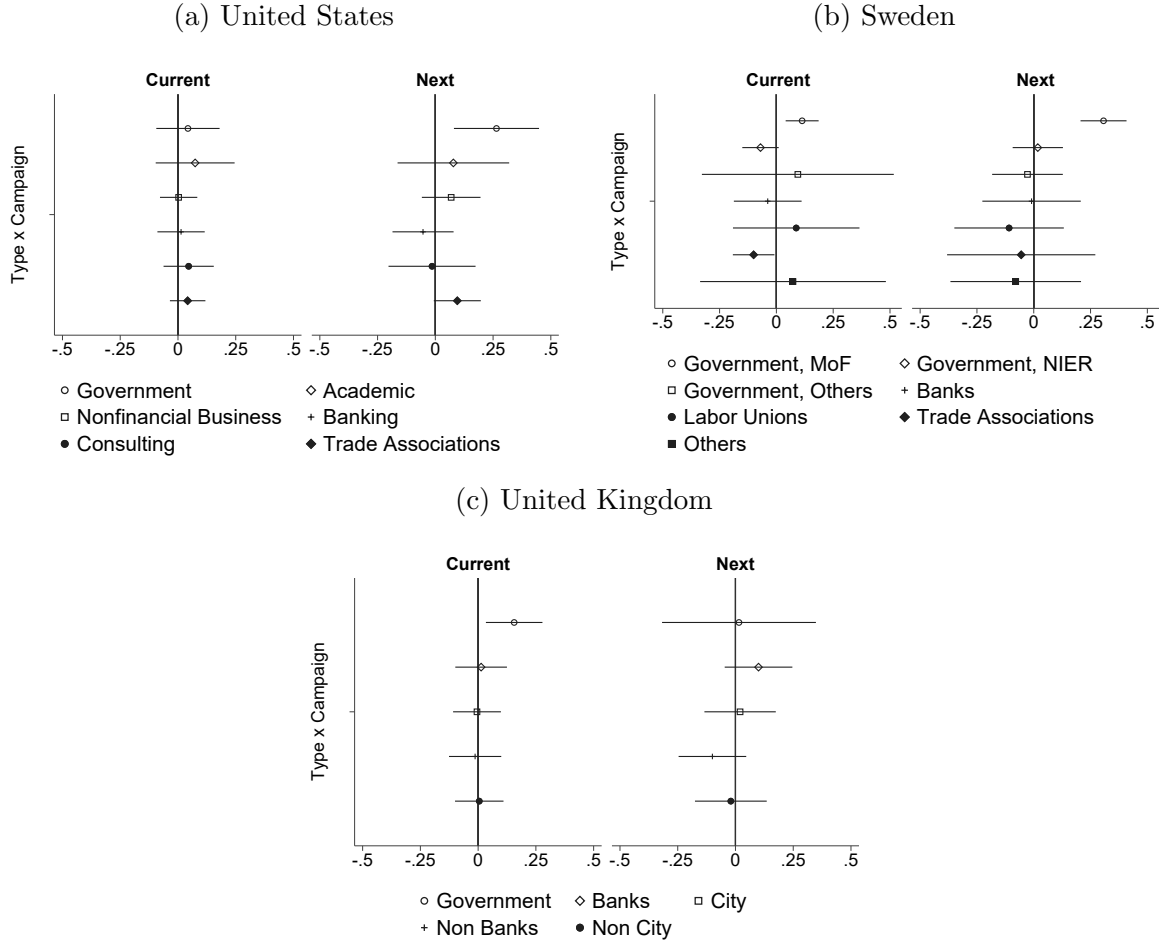 (a) United States
(b) Sweden
Current Next
Current Next
Type x Campaign
Type x Campaign
-.5 -.25 0 .25 .5 -.5 -.25 0 .25 .5
-.5 -.25 0 .25 .5 -.5 -.25 0 .25 .5
Government Academic
Nonfinancial Business Banking
Consulting Trade Associations
Government, MoF Government, NIER
Government, Others Banks
Labor Unions Trade Associations
Others
(c) United Kingdom
Current Next
Type x Campaign
-.5 -.25 0 .25 .5 -.5 -.25 0 .25 .5
Government Banks City
Non Banks Non City